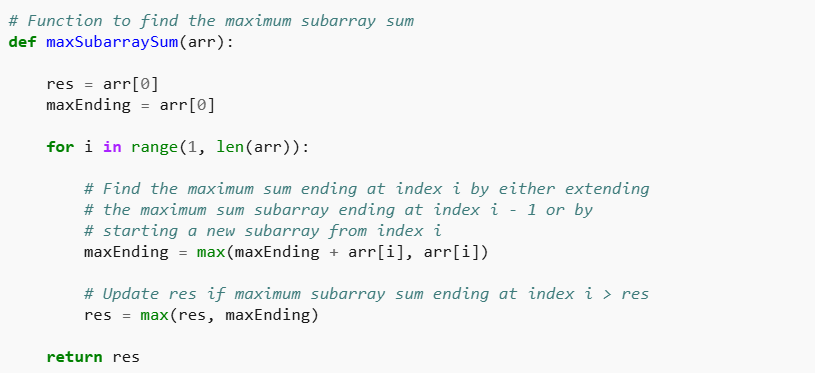 # Function to find the maximum subarray sum
def maxSubarraySum(arr):
    res = arr[0]
    maxEnding = arr[0]
    for i in range(1, len(arr)):
        # Find the maximum sum ending at index i by either extending
        # the maximum sum subarray ending at index i - 1 or by
        # starting a new subarray from index i
        maxEnding = max(maxEnding + arr[i], arr[i])
        # Update res if maximum subarray sum ending at index i > res
        res = max(res, maxEnding)
    return res